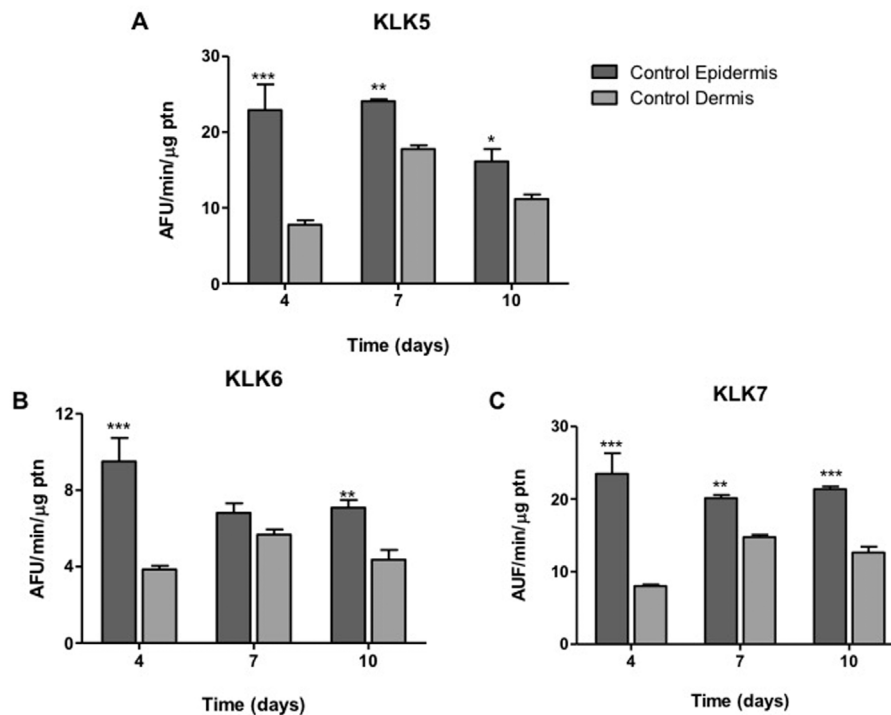 A
KLK5
Control Epidermis
Control Dermis
AFU/min/μg ptn
30
20
10
0
***
**
*
4 7 10
Time (days)
B
KLK6
AFU/min/μg ptn
12
8
4
0
***
**
4 7 10
Time (days)
C
KLK7
AUF/min/μg ptn
30
20
10
0
***
**
***
4 7 10
Time (days)